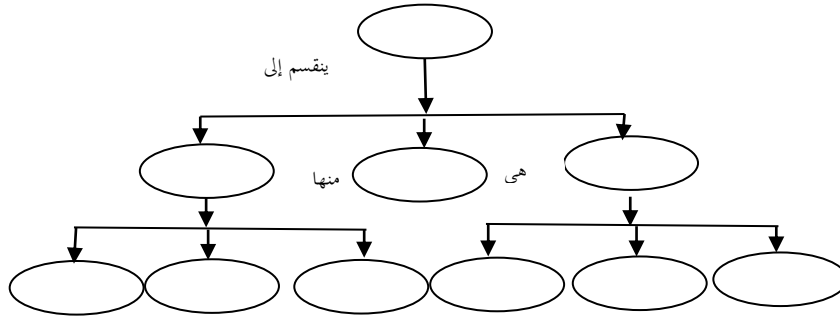 ينقسم إلى
هى
منها